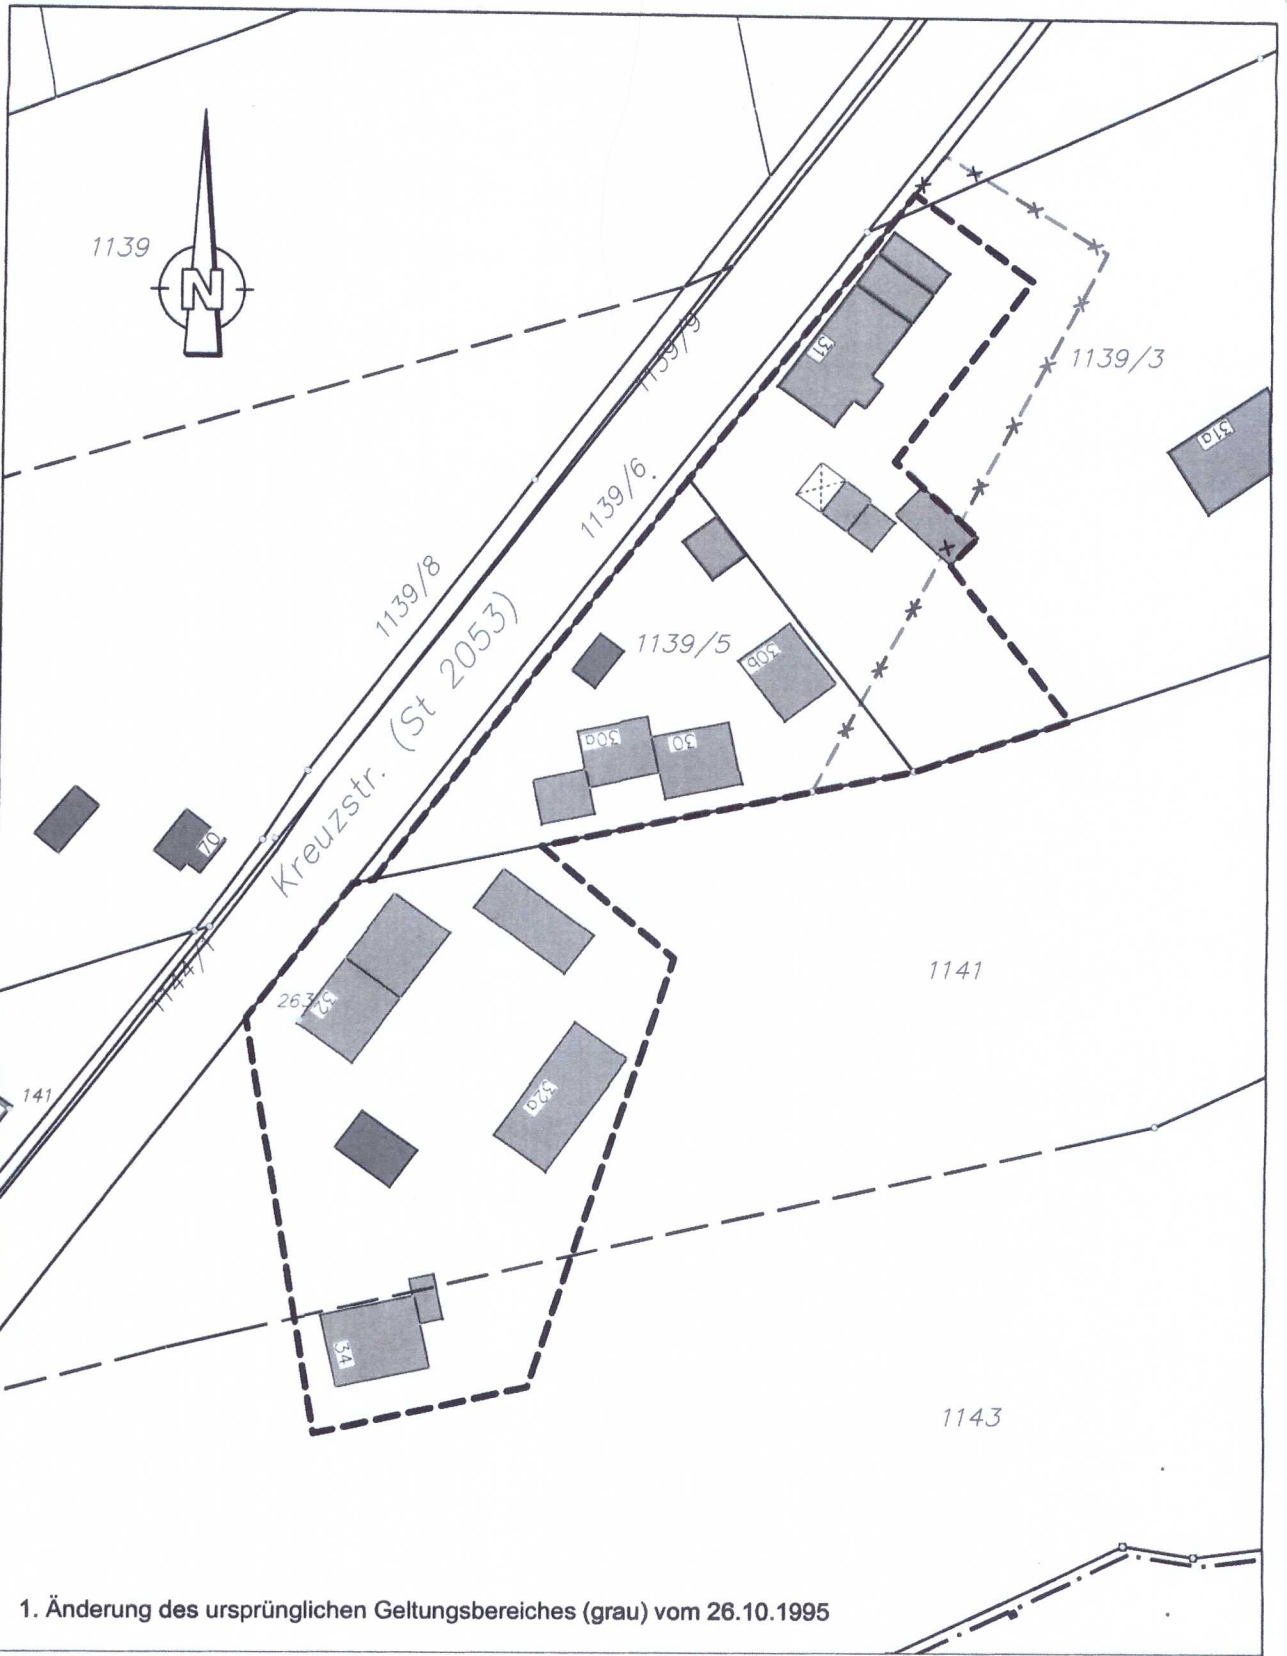 1139
N
1139/9
31
1139/3
31a
1139/6
1139/8
Kreuzstr. (St 2053)
1139/5
30b
30a
30
70
1144/1
263
32
1141
32a
141
34
1143
1. Änderung des ursprünglichen Geltungsbereiches (grau) vom 26.10.1995